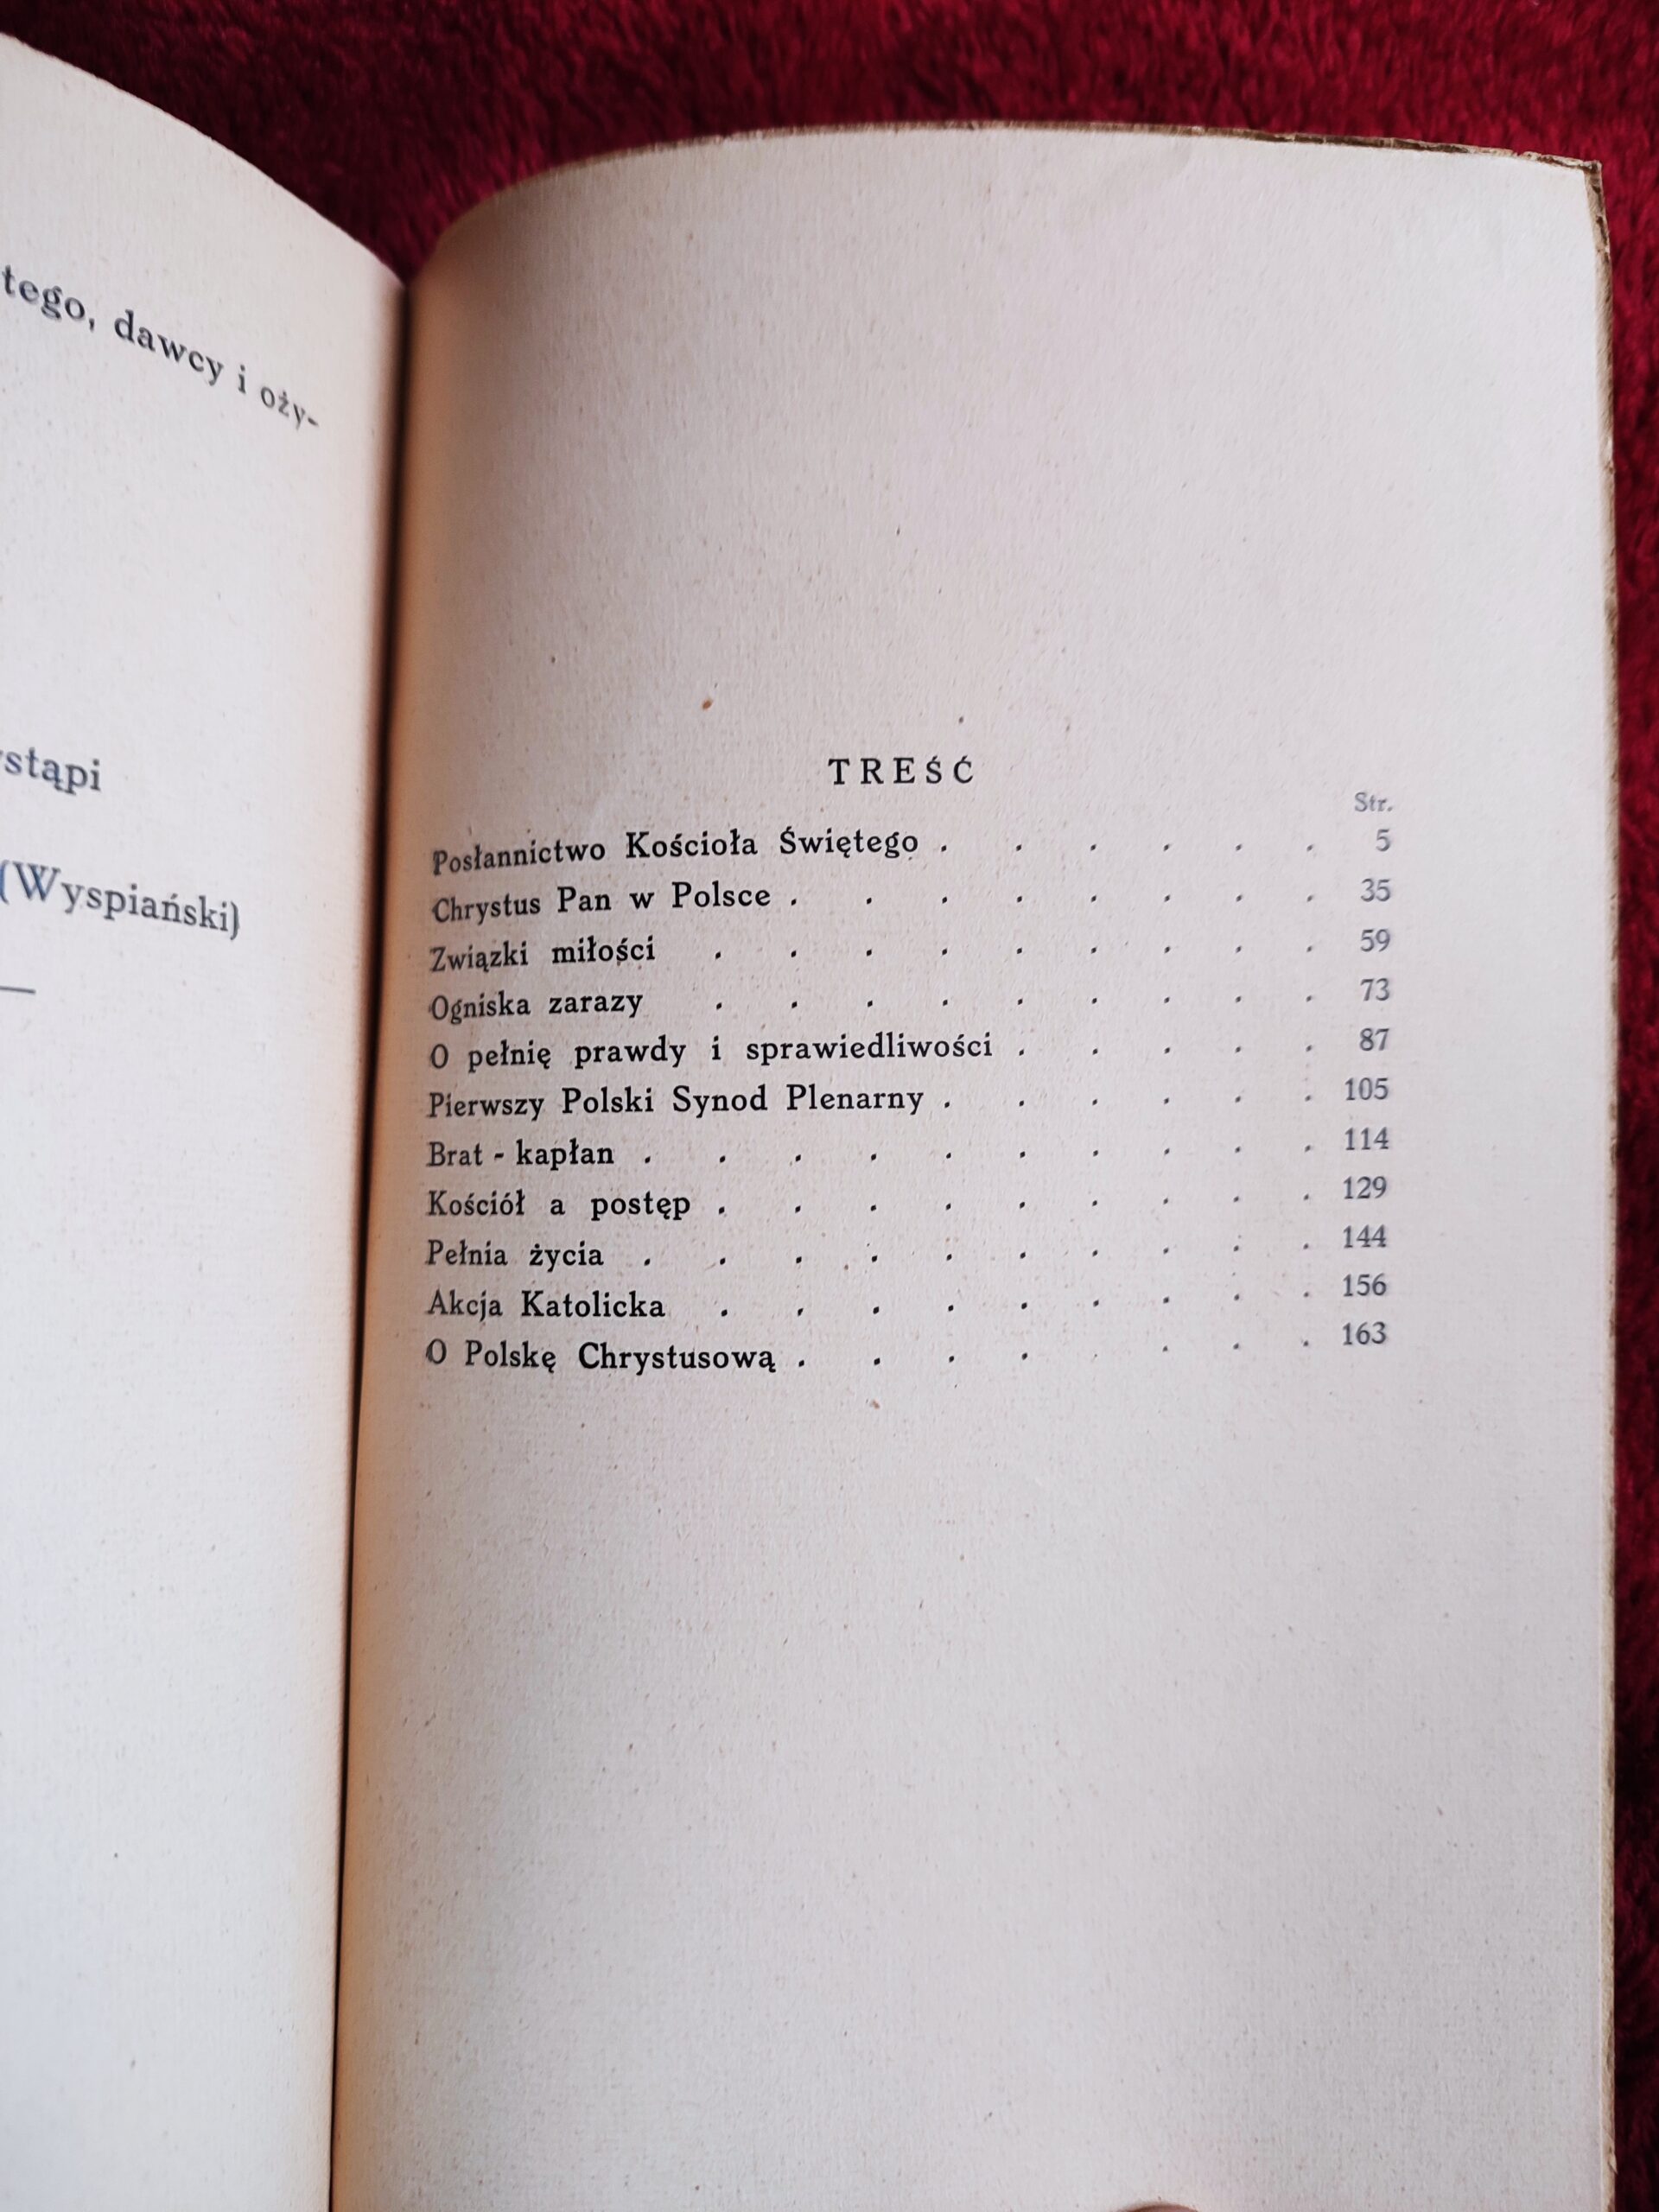 tego, dawcy i oży-
stąpi
(Wyspiański)
—
TREŚĆ
Str.
Posłannictwo Kościoła Świętego . . . . . . 5
Chrystus Pan w Polsce . . . . . . . . 35
Związki miłości . . . . . . . . . 59
Ogniska zarazy . . . . . . . . . 73
O pełnię prawdy i sprawiedliwości . . . . . 87
Pierwszy Polski Synod Plenarny . . . . . . 105
Brat - kapłan . . . . . . . . . . 114
Kościół a postęp . . . . . . . . . 129
Pełnia życia . . . . . . . . . . 144
Akcja Katolicka . . . . . . . . . 156
O Polskę Chrystusową . . . . . . . . 163